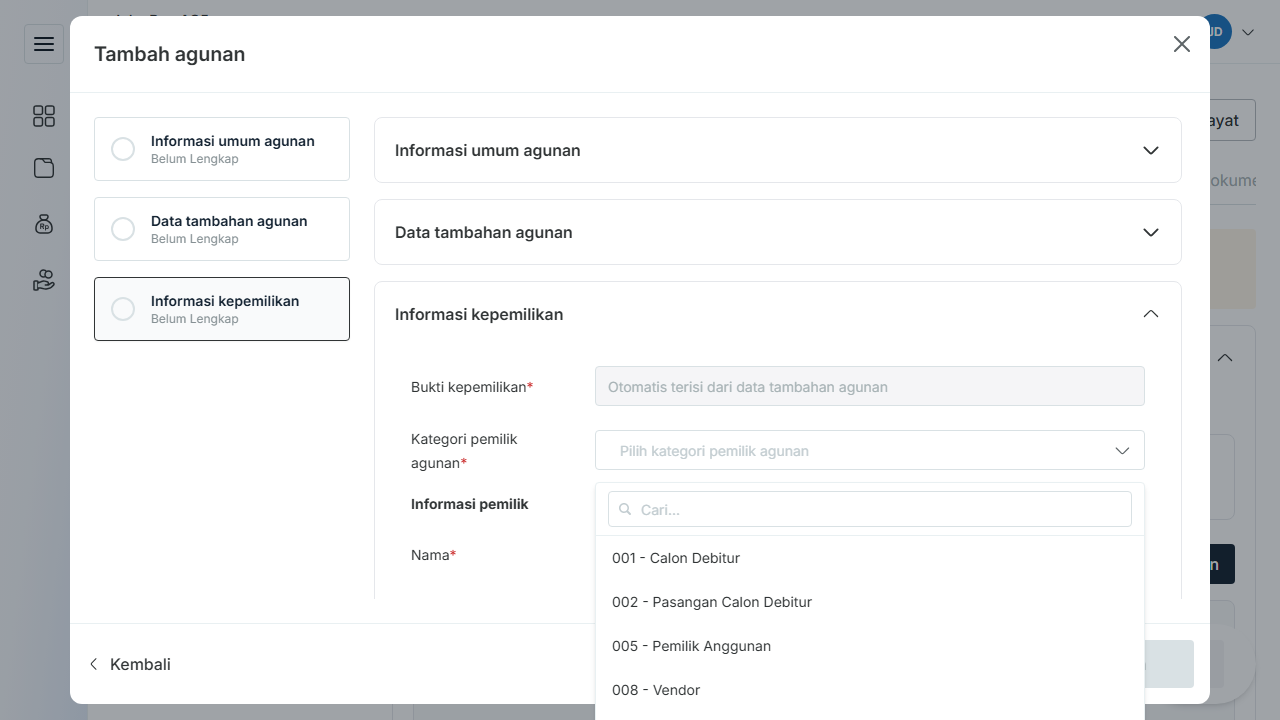 Tambah agunan
JD
ayat
okume
Informasi umum agunan
Belum Lengkap
Data tambahan agunan
Belum Lengkap
Informasi kepemilikan
Belum Lengkap
Informasi umum agunan
Data tambahan agunan
Informasi kepemilikan
Bukti kepemilikan*
Otomatis terisi dari data tambahan agunan
Kategori pemilik
agunan*
Pilih kategori pemilik agunan
Informasi pemilik
Cari...
Nama*
001 - Calon Debitur
002 - Pasangan Calon Debitur
005 - Pemilik Anggunan
008 - Vendor
Rp
n
Kembali